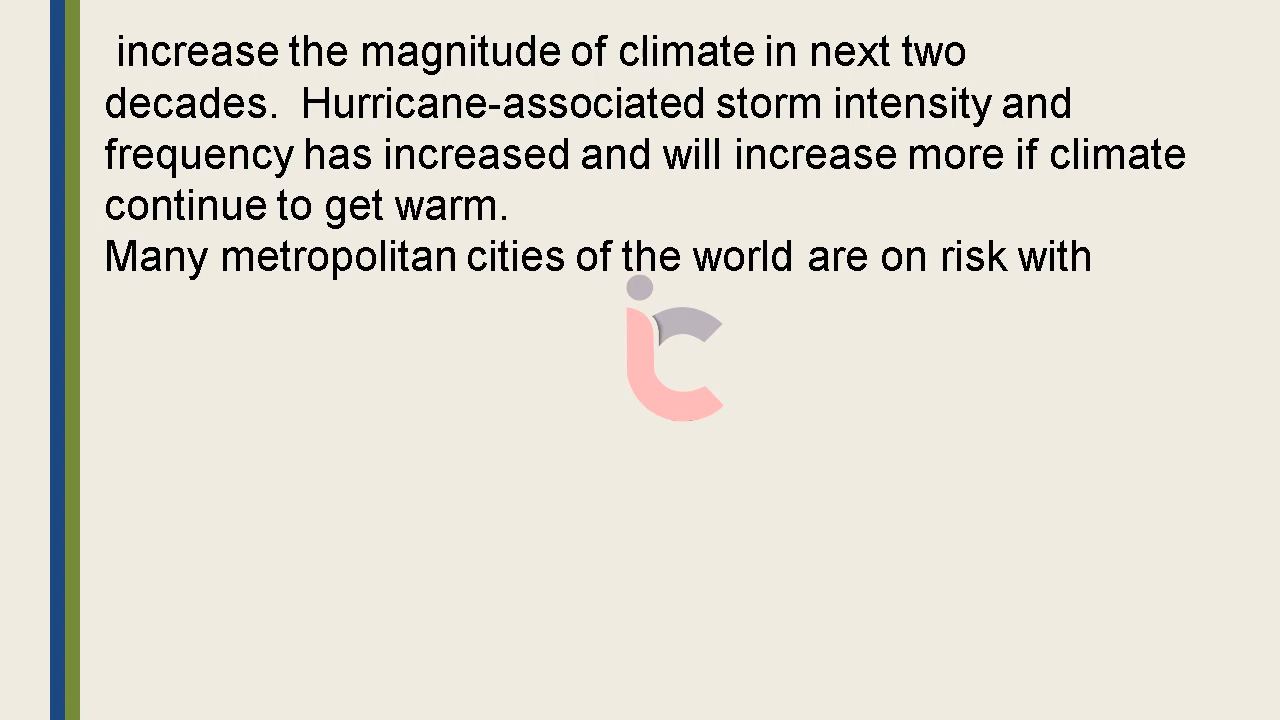 increase the magnitude of climate in next two
decades.  Hurricane-associated storm intensity and
frequency has increased and will increase more if climate
continue to get warm.
Many metropolitan cities of the world are on risk with